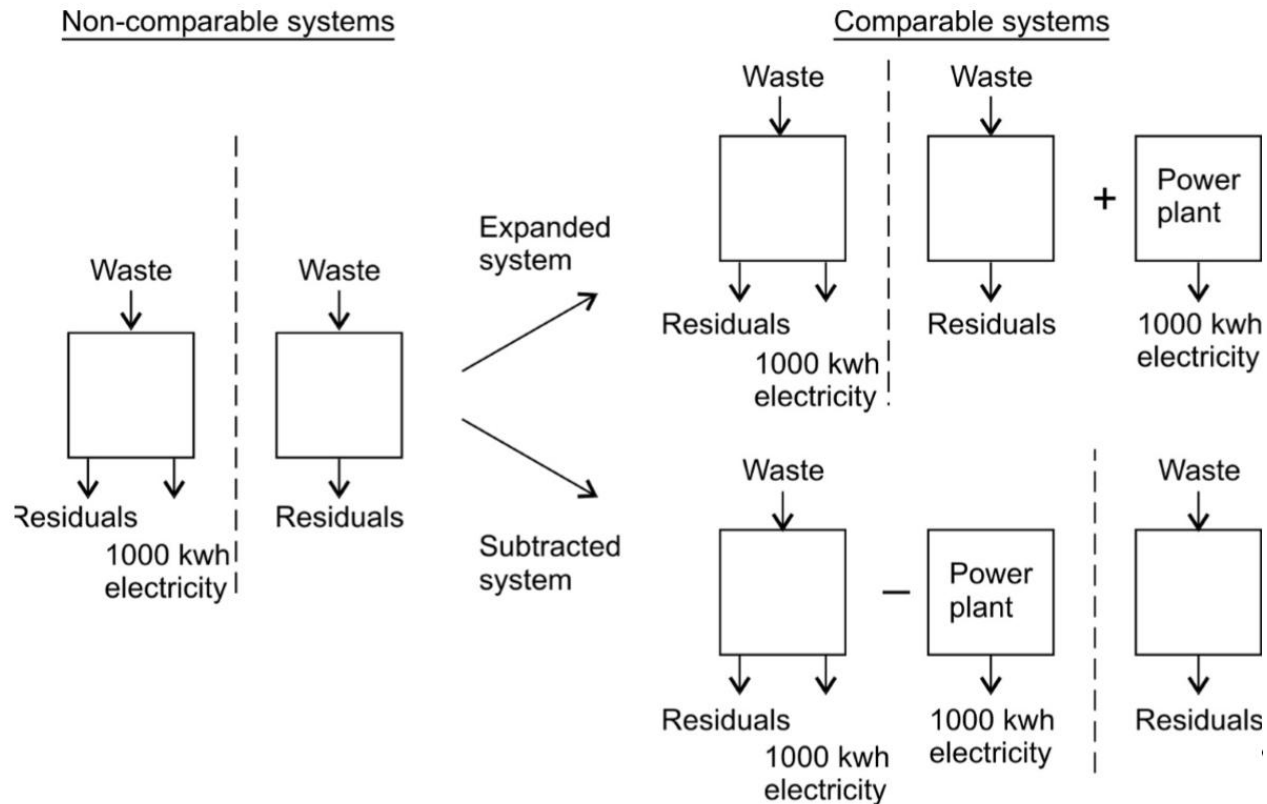 Non-comparable systems
Comparable systems
Waste
Waste
Power
plant
Expanded
system
Waste
Waste
Residuals
1000 kwh
electricity
Residuals
1000 kwh
electricity
Residuals
1000 kwh
electricity
Residuals
Subtracted
system
Waste
Power
plant
Waste
Residuals
1000 kwh
electricity
1000 kwh
electricity
Residuals